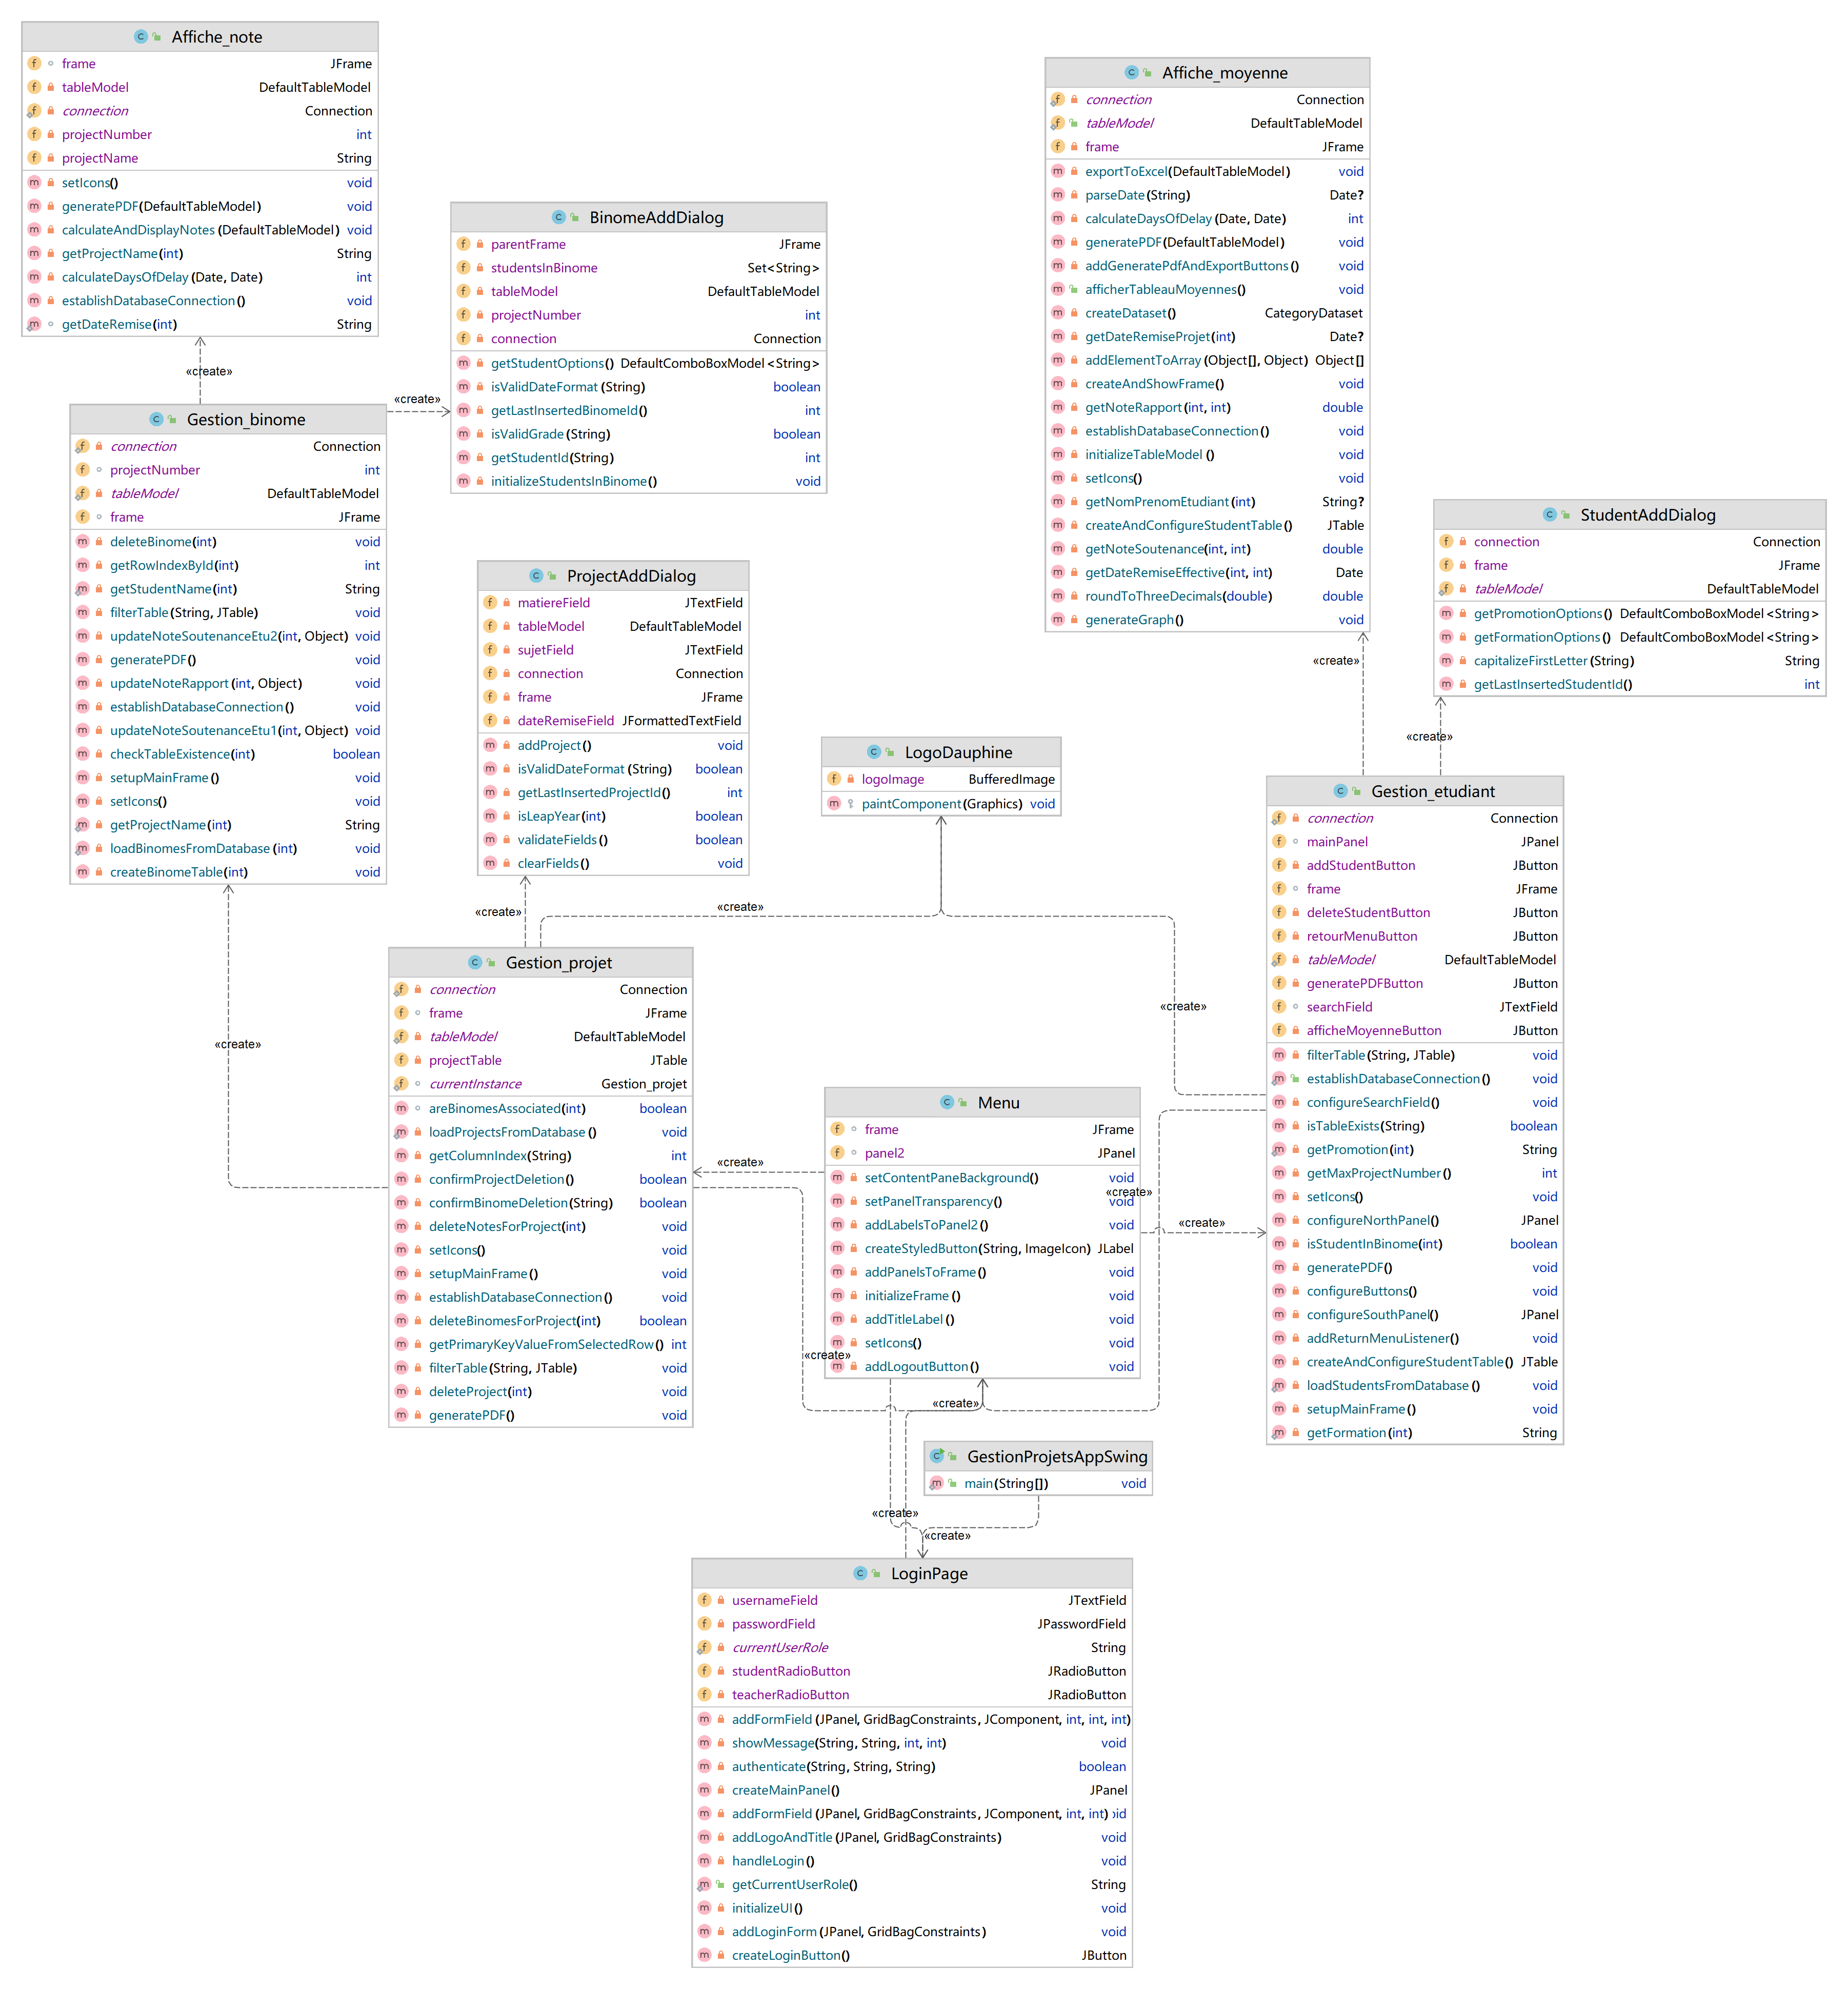 Affiche_note
frame JFrame
tableModel DefaultTableModel
connection Connection
projectNumber int
projectName String
setIcons() void
generatePDF(DefaultTableModel) void
calculateAndDisplayNotes(DefaultTableModel) void
getProjectName(int) String
calculateDaysOfDelay(Date, Date) int
establishDatabaseConnection() void
getDateRemise(int) String
«create»
BinomeAddDialog
parentFrame JFrame
studentsInBinome Set<String>
tableModel DefaultTableModel
projectNumber int
connection Connection
getStudentOptions() DefaultComboBoxModel<String>
isValidDateFormat(String) boolean
getLastInsertedBinomeId() int
isValidGrade(String) boolean
getStudentId(String) int
initializeStudentsInBinome() void
«create»
Gestion_binome
connection Connection
projectNumber int
tableModel DefaultTableModel
frame JFrame
deleteBinome(int) void
getRowIndexById(int) int
getStudentName(int) String
filterTable(String, JTable) void
updateNoteSoutenanceEtu2(int, Object) void
generatePDF() void
updateNoteRapport(int, Object) void
establishDatabaseConnection() void
updateNoteSoutenanceEtu1(int, Object) void
checkTableExistence(int) boolean
setupMainFrame() void
setIcons() void
getProjectName(int) String
loadBinomesFromDatabase(int) void
createBinomeTable(int) void
Affiche_moyenne
connection Connection
tableModel DefaultTableModel
frame JFrame
exportToExcel(DefaultTableModel) void
parseDate(String) Date?
calculateDaysOfDelay(Date, Date) int
generatePDF(DefaultTableModel) void
addGeneratePdfAndExportButtons() void
afficherTableauMoyennes() void
createDataset() CategoryDataset
getDateRemiseProjet(int) Date?
addElementToArray(Object[], Object) Object[]
createAndShowFrame() void
getNoteRapport(int, int) double
establishDatabaseConnection() void
initializeTableModel() void
setIcons() void
getNomPrenomEtudiant(int) String?
createAndConfigureStudentTable() JTable
getNoteSoutenance(int, int) double
getDateRemiseEffective(int, int) Date
roundToThreeDecimals(double) double
generateGraph() void
«create»
StudentAddDialog
connection Connection
frame JFrame
tableModel DefaultTableModel
getPromotionOptions() DefaultComboBoxModel<String>
getFormationOptions() DefaultComboBoxModel<String>
capitalizeFirstLetter(String) String
getLastInsertedStudentId() int
«create»
ProjectAddDialog
matiereField JTextField
tableModel DefaultTableModel
sujetField JTextField
connection Connection
frame JFrame
dateRemiseField JFormattedTextField
addProject() void
isValidDateFormat(String) boolean
getLastInsertedProjectId() int
isLeapYear(int) boolean
validateFields() boolean
clearFields() void
«create»
«create»
LogoDauphine
logoImage BufferedImage
paintComponent(Graphics) void
«create»
Gestion_etudiant
connection Connection
mainPanel JPanel
addStudentButton JButton
frame JFrame
deleteStudentButton JButton
retourMenuButton JButton
tableModel DefaultTableModel
generatePDFButton JButton
searchField JTextField
afficheMoyenneButton JButton
filterTable(String, JTable) void
establishDatabaseConnection() void
configureSearchField() void
isTableExists(String) boolean
getPromotion(int) String
getMaxProjectNumber() int
setIcons() void
configureNorthPanel() JPanel
isStudentInBinome(int) boolean
generatePDF() void
configureButtons() void
configureSouthPanel() JPanel
addReturnMenuListener() void
createAndConfigureStudentTable() JTable
loadStudentsFromDatabase() void
setupMainFrame() void
getFormation(int) String
«create»
Gestion_projet
connection Connection
frame JFrame
tableModel DefaultTableModel
projectTable JTable
currentInstance Gestion_projet
areBinomesAssociated(int) boolean
loadProjectsFromDatabase() void
getColumnIndex(String) int
confirmProjectDeletion() boolean
confirmBinomeDeletion(String) boolean
deleteNotesForProject(int) void
setIcons() void
setupMainFrame() void
establishDatabaseConnection() void
deleteBinomesForProject(int) boolean
getPrimaryKeyValueFromSelectedRow() int
filterTable(String, JTable) void
deleteProject(int) void
generatePDF() void
«create»
Menu
frame JFrame
panel2 JPanel
setContentPaneBackground() void
setPanelTransparency() void
addLabelsToPanel2() void
createStyledButton(String, ImageIcon) JLabel
addPanelsToFrame() void
initializeFrame() void
addTitleLabel() void
setIcons() void
addLogoutButton() void
«create»
«create»
«create»
«create»
GestionProjetsAppSwing
main(String[]) void
«create»
«create»
LoginPage
usernameField JTextField
passwordField JPasswordField
currentUserRole String
studentRadioButton JRadioButton
teacherRadioButton JRadioButton
addFormField(JPanel, GridBagConstraints, JComponent, int, int, int)
showMessage(String, String, int, int) void
authenticate(String, String, String) boolean
createMainPanel() JPanel
addFormField(JPanel, GridBagConstraints, JComponent, int, int) oid
addLogoAndTitle(JPanel, GridBagConstraints) void
handleLogin() void
getCurrentUserRole() String
initializeUI() void
addLoginForm(JPanel, GridBagConstraints) void
createLoginButton() JButton